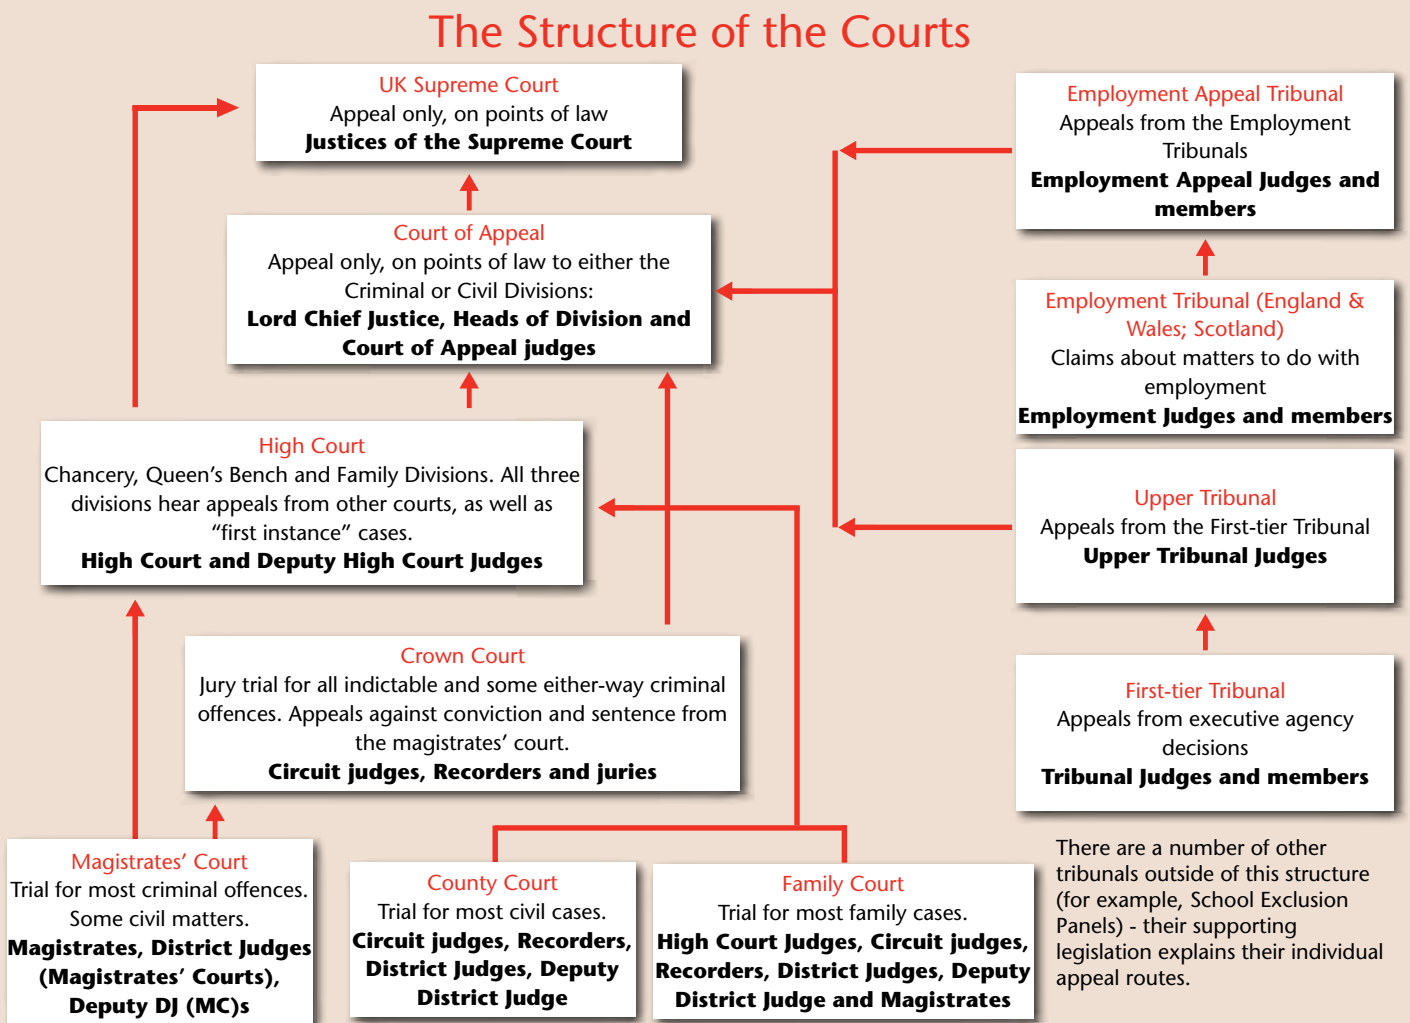 The Structure of the Courts
UK Supreme Court
Appeal only, on points of law
Justices of the Supreme Court
Court of Appeal
Appeal only, on points of law to either the
Criminal or Civil Divisions:
Lord Chief Justice, Heads of Division and
Court of Appeal judges
High Court
Chancery, Queen’s Bench and Family Divisions. All three
divisions hear appeals from other courts, as well as
“first instance” cases.
High Court and Deputy High Court Judges
Crown Court
Jury trial for all indictable and some either-way criminal
offences. Appeals against conviction and sentence from
the magistrates’ court.
Circuit judges, Recorders and juries
Magistrates’ Court
Trial for most criminal offences.
Some civil matters.
Magistrates, District Judges
(Magistrates’ Courts),
Deputy DJ (MC)s
County Court
Trial for most civil cases.
Circuit judges, Recorders,
District Judges, Deputy
District Judge
Family Court
Trial for most family cases.
High Court Judges, Circuit judges,
Recorders, District Judges, Deputy
District Judge and Magistrates
Employment Appeal Tribunal
Appeals from the Employment
Tribunals
Employment Appeal Judges and
members
Employment Tribunal (England &
Wales; Scotland)
Claims about matters to do with
employment
Employment Judges and members
Upper Tribunal
Appeals from the First-tier Tribunal
Upper Tribunal Judges
First-tier Tribunal
Appeals from executive agency
decisions
Tribunal Judges and members
There are a number of other
tribunals outside of this structure
(for example, School Exclusion
Panels) - their supporting
legislation explains their individual
appeal routes.